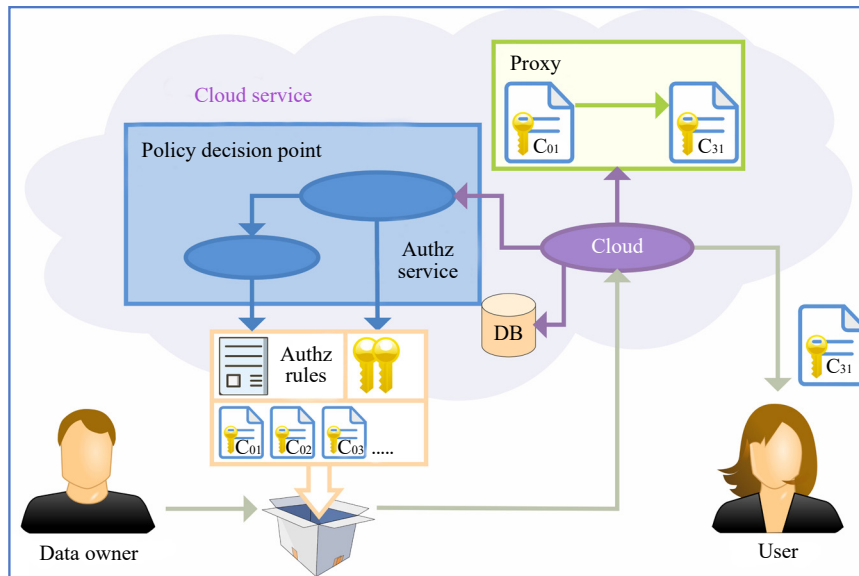 Proxy
C01
C31
Cloud service
Policy decision point
Authz
service
Cloud
DB
Authz
rules
C31
C01
C02
C03
.....
Data owner
User